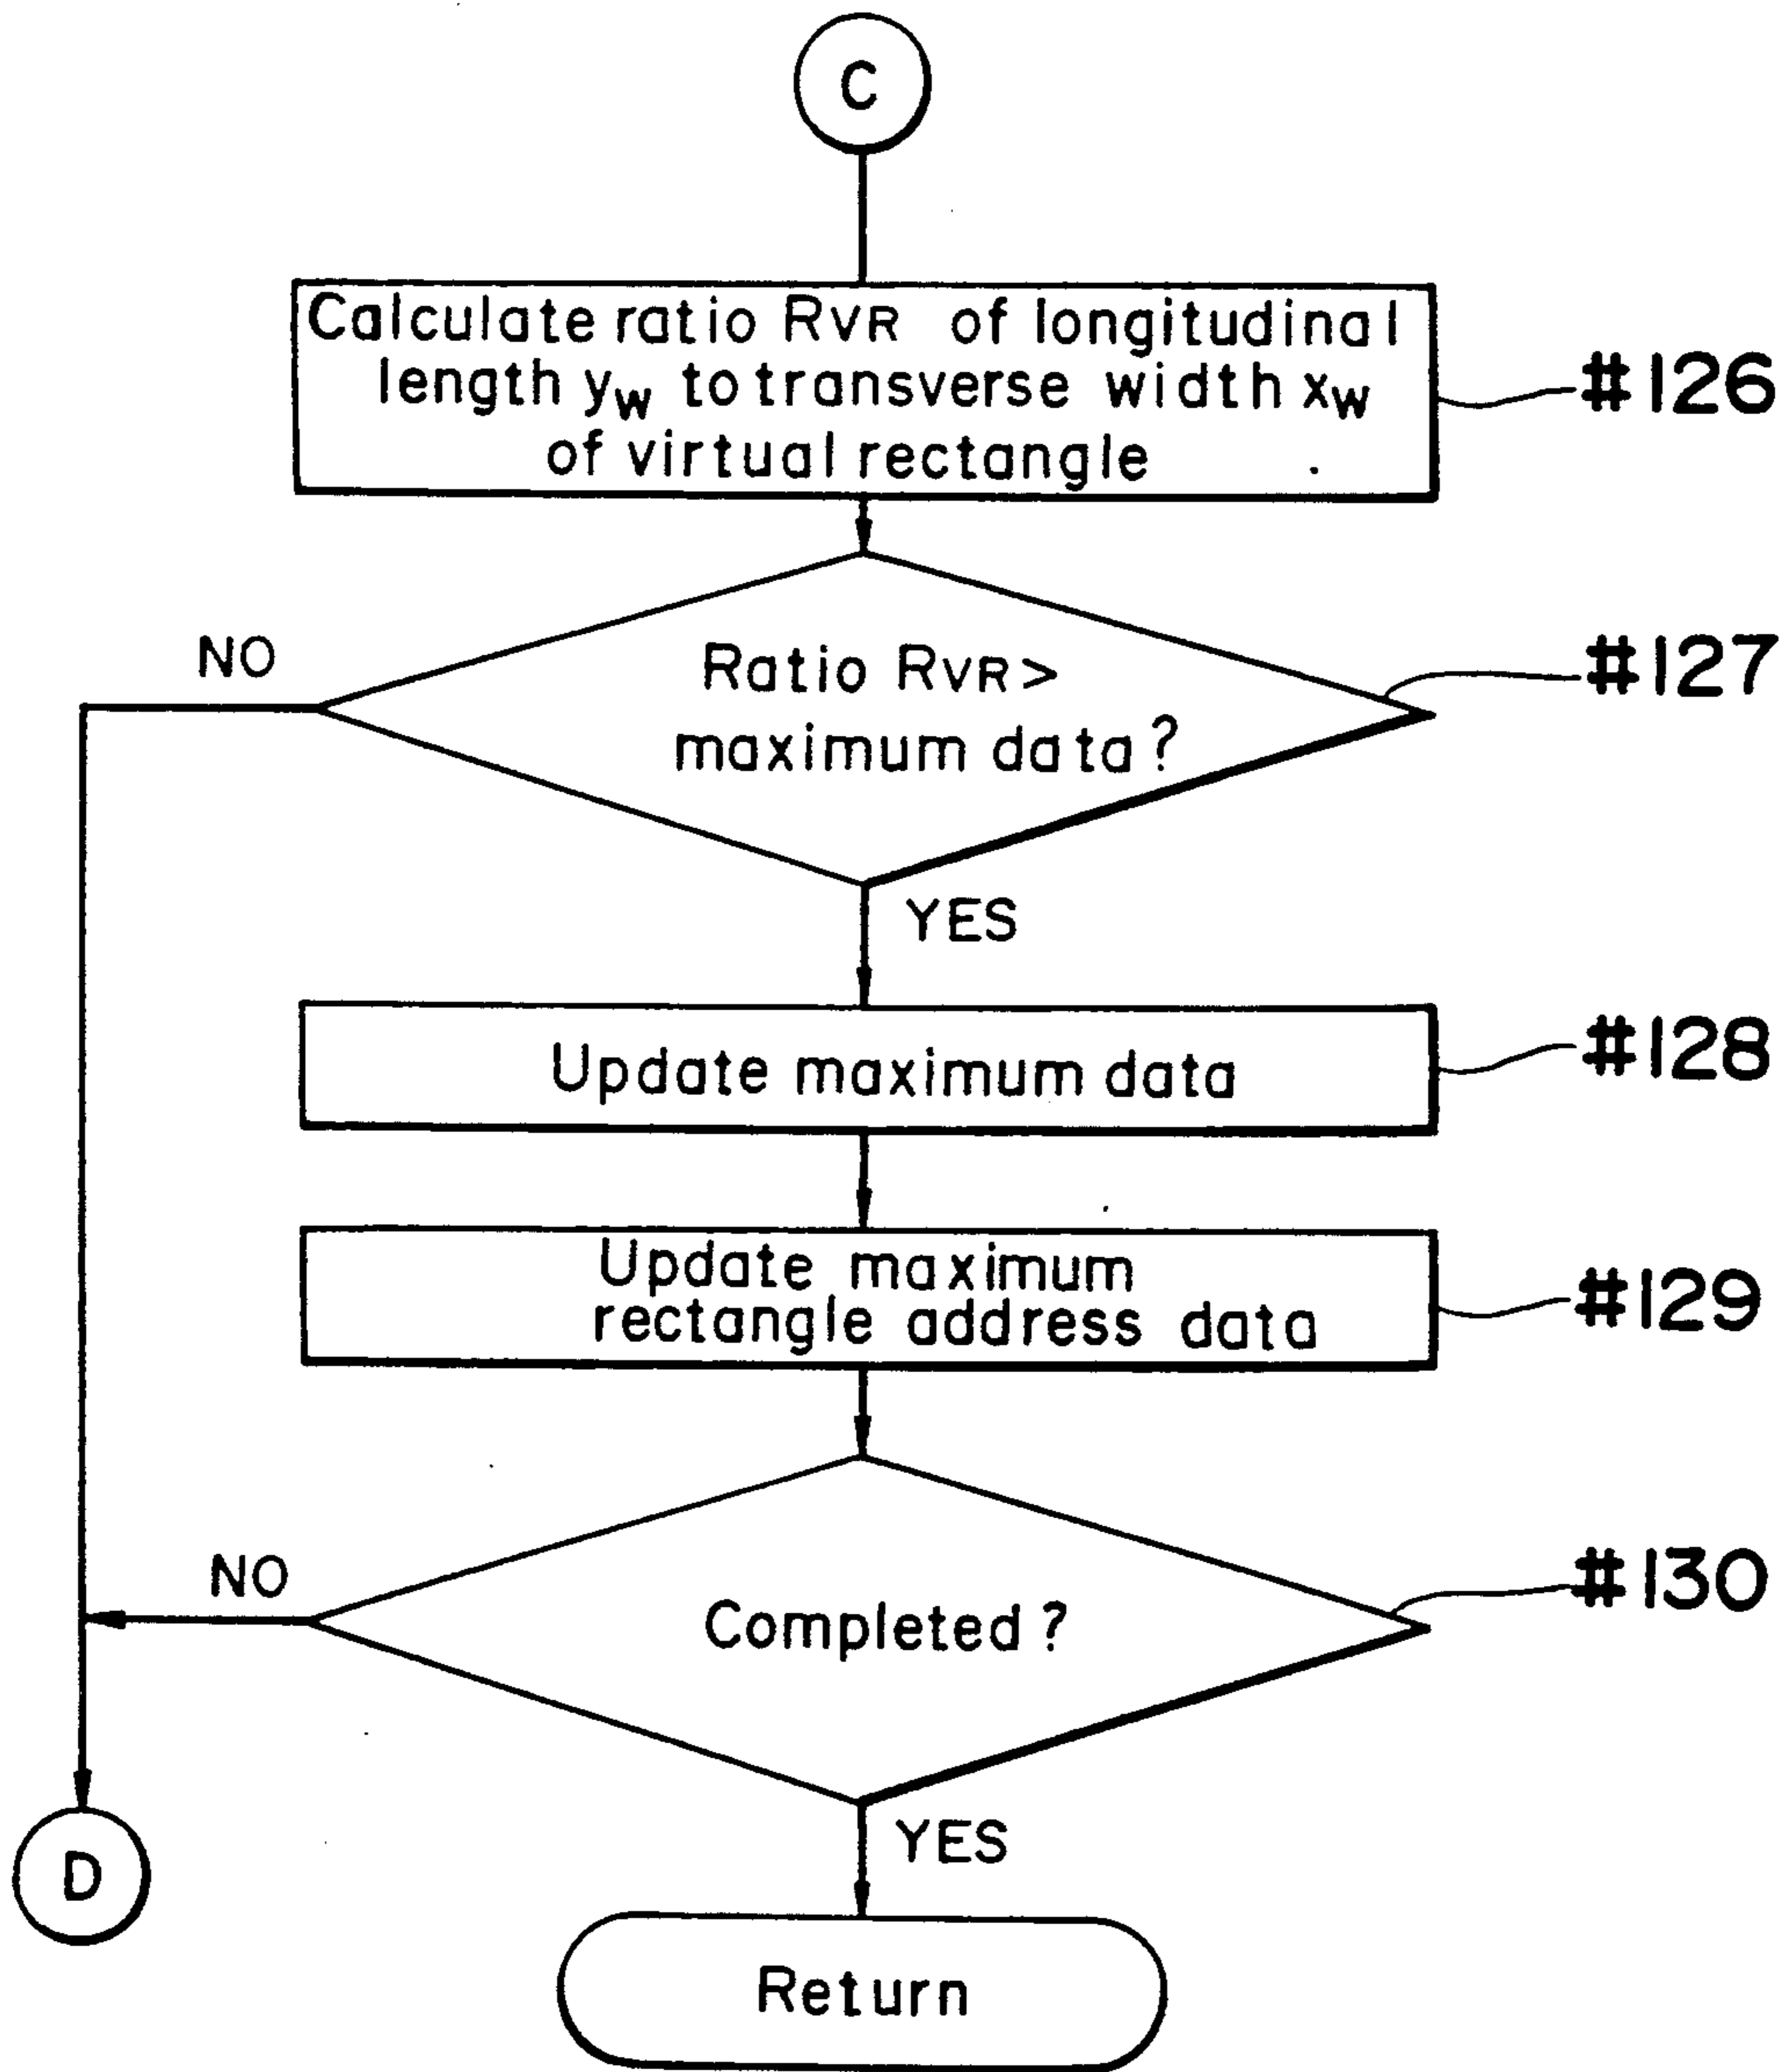 C
Calculate ratio RVR of longitudinal
length yw to transverse width xw
of virtual rectangle
#126
NO
Ratio RVR >
maximum data?
#127
YES
Update maximum data
#128
Update maximum
rectangle address data
#129
NO
Completed?
#130
YES
D
Return